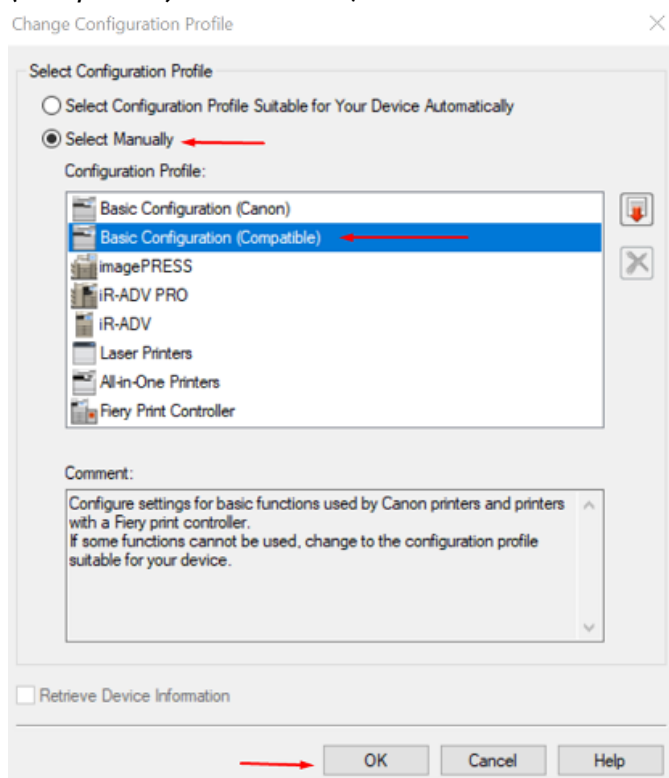 Change Configuration Profile
Select Configuration Profile
Select Configuration Profile Suitable for Your Device Automatically
Select Manually
Configuration Profile:
Basic Configuration (Canon)
Basic Configuration (Compatible)
imagePRESS
iR-ADV PRO
iR-ADV
Laser Printers
All-in-One Printers
Fiery Print Controller
Comment:
Configure settings for basic functions used by Canon printers and printers
with a Fiery print controller.
If some functions cannot be used, change to the configuration profile
suitable for your device.
Retrieve Device Information
OK Cancel Help